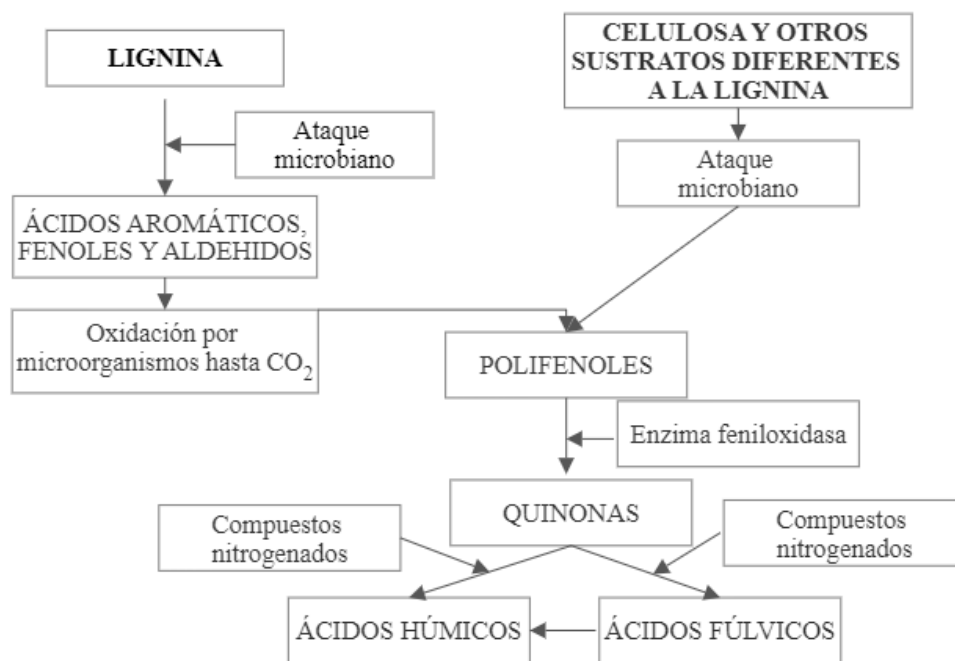 LIGNINA
CELULOSA Y OTROS
SUSTRATOS DIFERENTES
A LA LIGNINA
Ataque
microbiano
Ataque
microbiano
ÁCIDOS AROMÁTICOS,
FENOLES Y ALDEHIDOS
Oxidación por
microorganismos hasta CO₂
POLIFENOLES
Enzima feniloxidasa
QUINONAS
Compuestos
nitrogenados
Compuestos
nitrogenados
ÁCIDOS HÚMICOS
ÁCIDOS FÚLVICOS